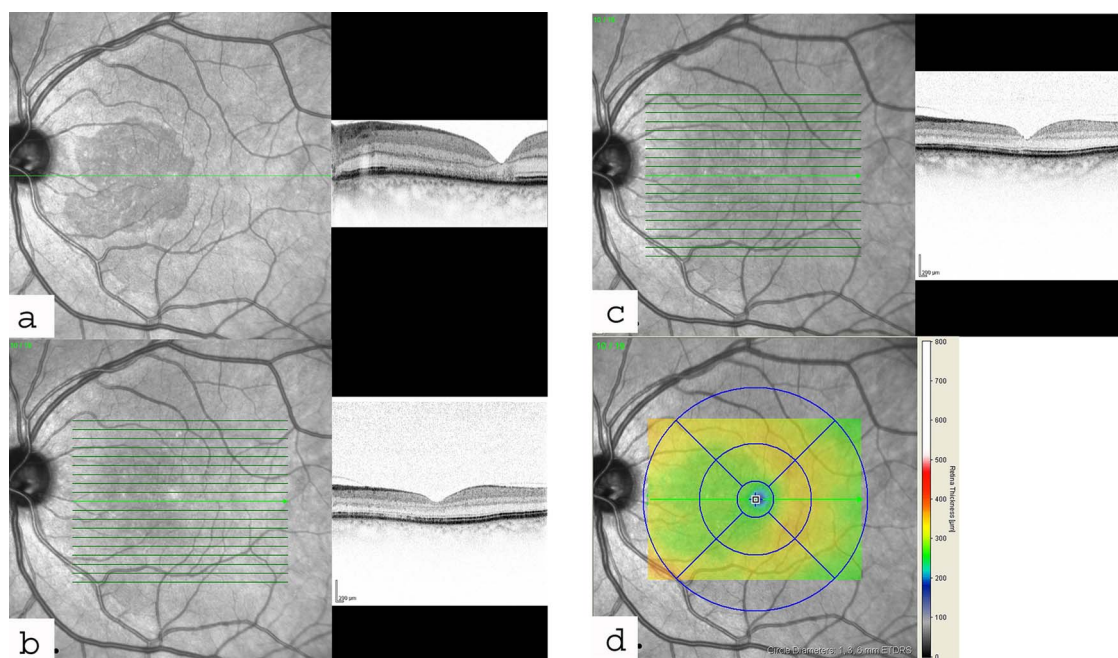 a
200 µm
b
200 µm
c
Circle Diameters: 1, 3, 6 mm ETDRS
d
800
700
600
500
400
300
200
100
0
Retina Thickness [µm]